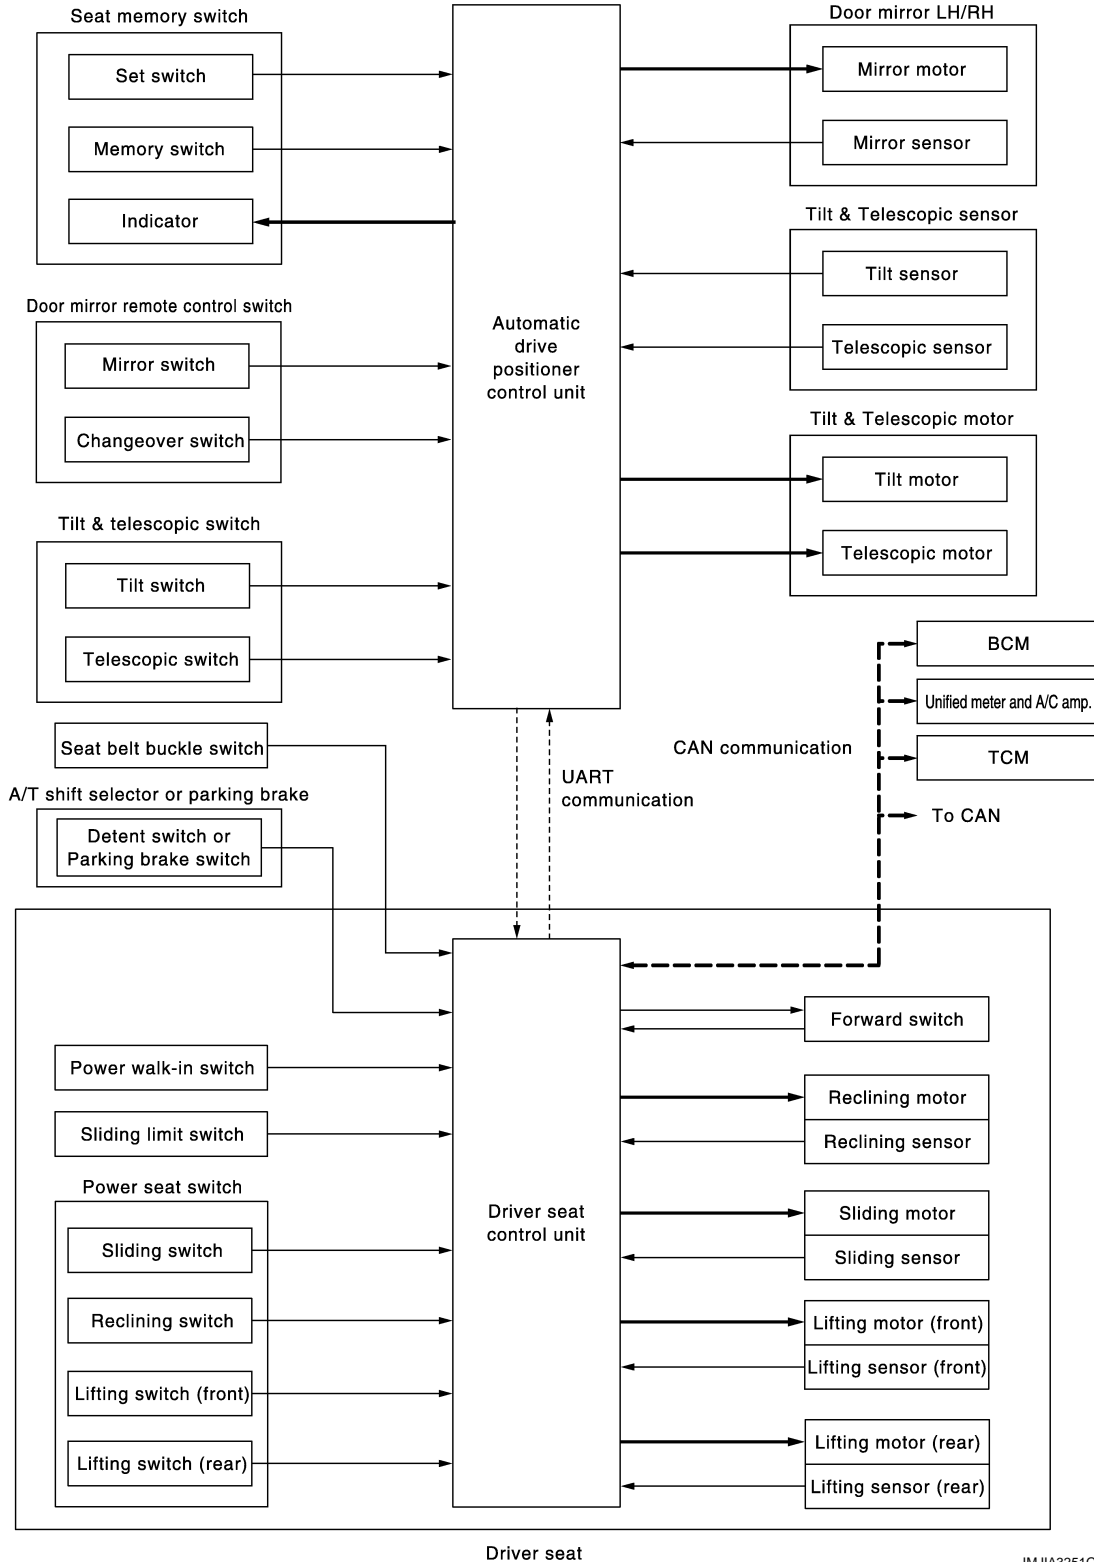 Seat memory switch
Set switch
Memory switch
Indicator
Door mirror remote control switch
Mirror switch
Changeover switch
Tilt & telescopic switch
Tilt switch
Telescopic switch
Seat belt buckle switch
A/T shift selector or parking brake
Detent switch or
Parking brake switch
Automatic
drive
positioner
control unit
Door mirror LH/RH
Mirror motor
Mirror sensor
Tilt & Telescopic sensor
Tilt sensor
Telescopic sensor
Tilt & Telescopic motor
Tilt motor
Telescopic motor
BCM
Unified meter and A/C amp.
TCM
To CAN
CAN communication
UART
communication
Power walk-in switch
Sliding limit switch
Power seat switch
Sliding switch
Reclining switch
Lifting switch (front)
Lifting switch (rear)
Driver seat
control unit
Forward switch
Reclining motor
Reclining sensor
Sliding motor
Sliding sensor
Lifting motor (front)
Lifting sensor (front)
Lifting motor (rear)
Lifting sensor (rear)
Driver seat